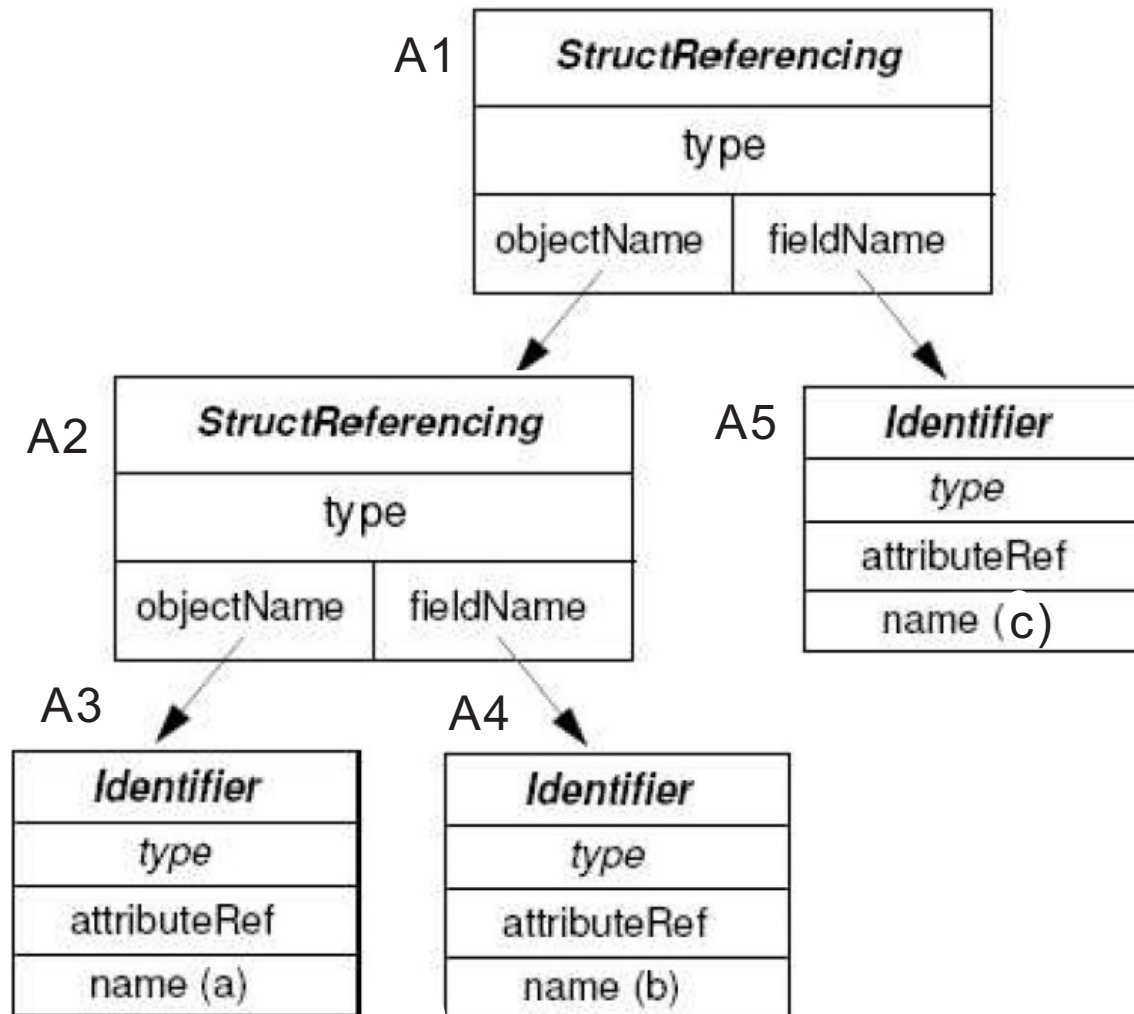 A1
StructReferencing
type
objectName fieldName
A2
StructReferencing
type
objectName fieldName
A5
Identifier
type
attributeRef
name (c)
A3
Identifier
type
attributeRef
name (a)
A4
Identifier
type
attributeRef
name (b)